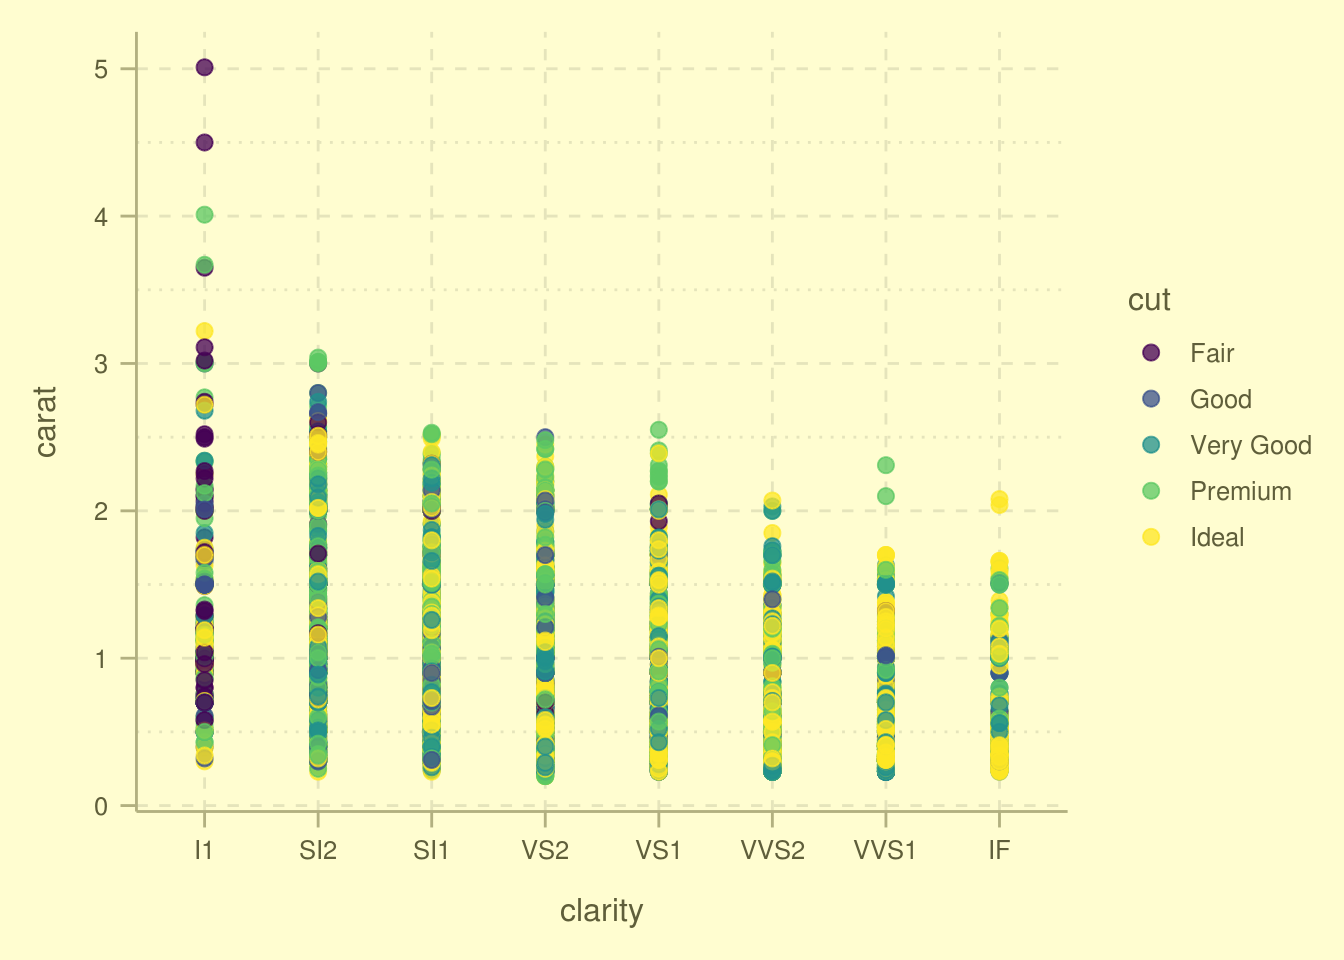 5
4
3
2
1
0
carat
I1 SI2 SI1 VS2 VS1 VVS2 VVS1 IF
clarity
cut
Fair
Good
Very Good
Premium
Ideal